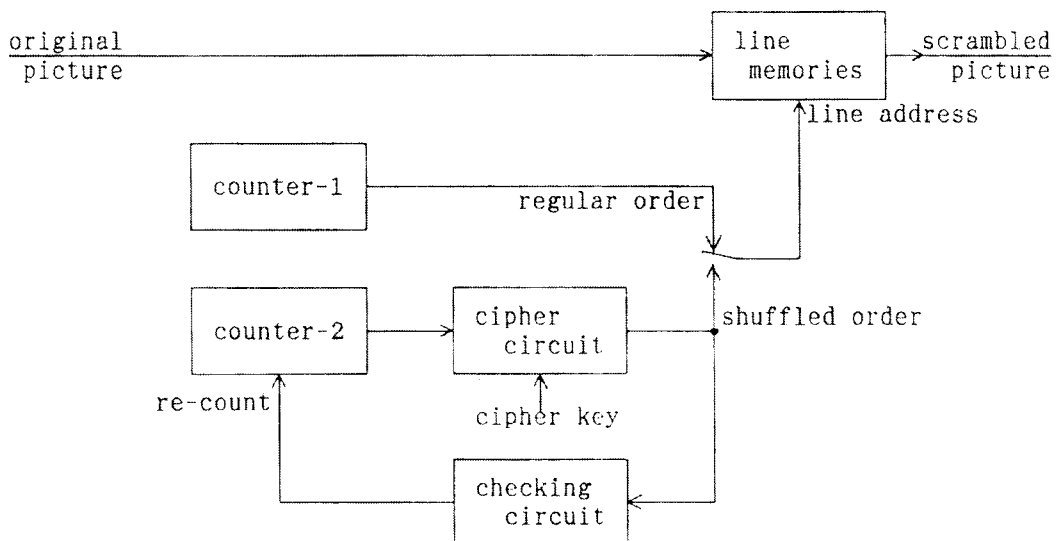 original
picture
line
memories
scrambled
picture
line address
counter-1
regular order
counter-2
cipher
circuit
shuffled order
re-count
cipher key
checking
circuit